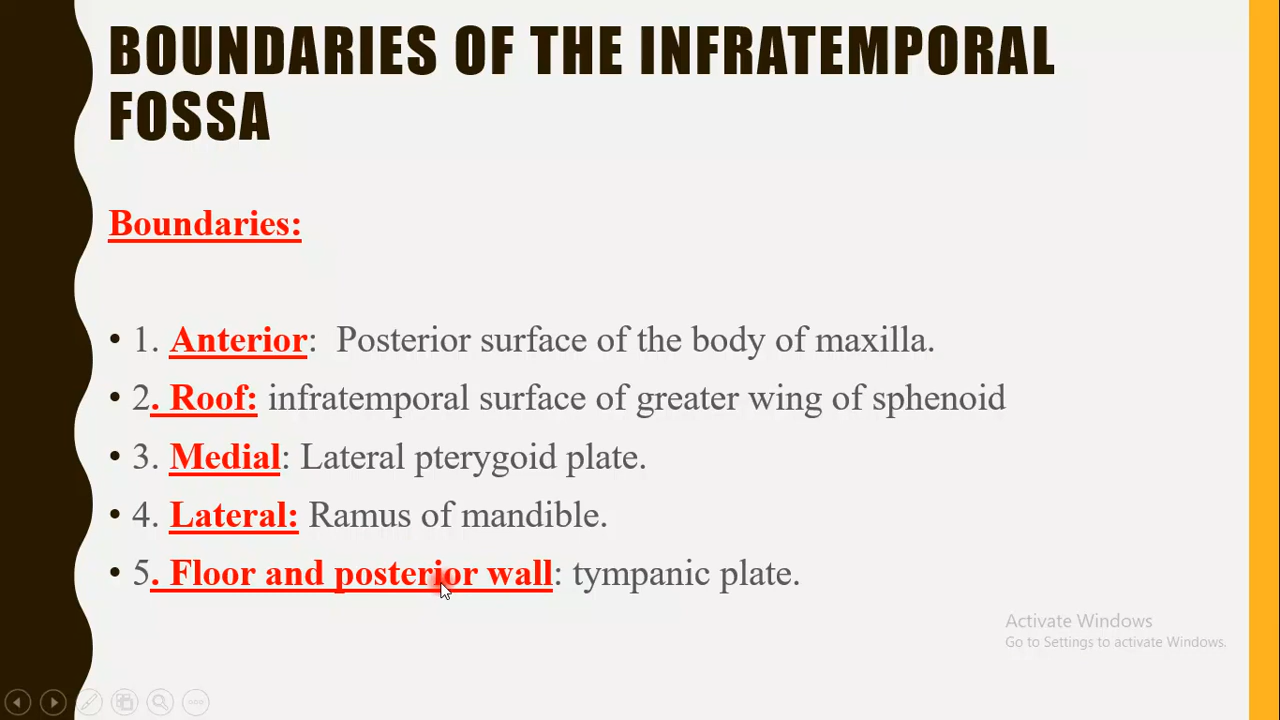 BOUNDARIES OF THE INFRATEMPORAL
FOSSA
Boundaries:
• 1. Anterior:  Posterior surface of the body of maxilla.
• 2. Roof: infratemporal surface of greater wing of sphenoid
• 3. Medial: Lateral pterygoid plate.
• 4. Lateral: Ramus of mandible.
• 5. Floor and posterior wall: tympanic plate.
Activate Windows
Go to Settings to activate Windows.